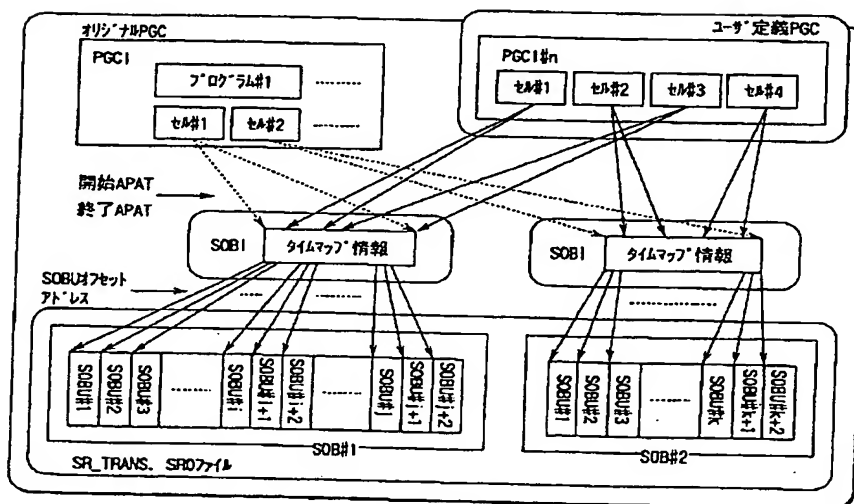 オリジナルPGC
PGCI
プログラム#1
セル#1 セル#2
ユーザ定義PGC
PGCI#n
セル#1 セル#2 セル#3 セル#4
開始APAT
終了APAT
SOBI
タイムマップ情報
SOBI
タイムマップ情報
SOBUオフセット
アドレス
SOBU#1
SOBU#2
SOBU#3
SOBU#i
SOBU#i+1
SOBU#i+2
SOBU#j
SOBU#j+1
SOBU#j+2
SOB#1
SOBU#1
SOBU#2
SOBU#3
SOBU#k
SOBU#k+1
SOBU#k+2
SOB#2
SR_TRANS. SROファイル